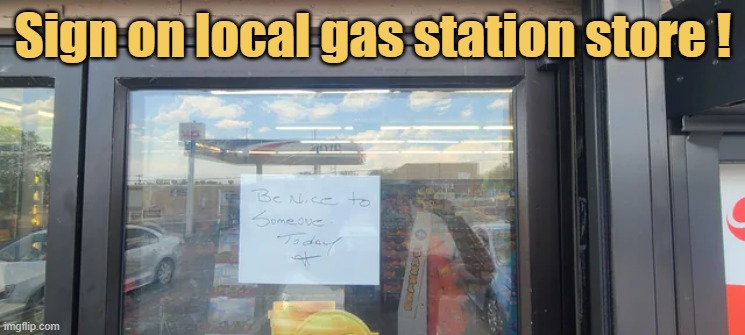 Sign on local gas station store !
Be Nice to
Someone
Today
imgflip.com